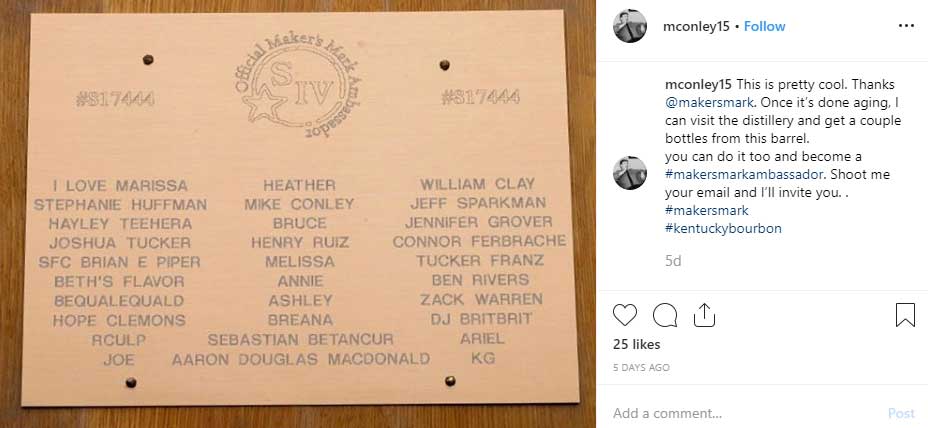 Official Maker's Mark Ambassador
S IV
#817444
#817444
I LOVE MARISSA HEATHER WILLIAM CLAY
STEPHANIE HUFFMAN MIKE CONLEY JEFF SPARKMAN
HAYLEY TEEHERA BRUCE JENNIFER GROVER
JOSHUA TUCKER HENRY RUIZ CONNOR FERBRACHE
SFC BRIAN E PIPER MELISSA TUCKER FRANZ
BETH'S FLAVOR ANNIE BEN RIVERS
BEQUALEQUALD ASHLEY ZACK WARREN
HOPE CLEMONS BREANA DJ BRITBRIT
RCULP SEBASTIAN BETANCUR ARIEL
JOE AARON DOUGLAS MACDONALD KG
mconley15 • Follow
mconley15 This is pretty cool. Thanks
@makersmark. Once it's done aging, I
can visit the distillery and get a couple
bottles from this barrel.
you can do it too and become a
#makersmarkambassador. Shoot me
your email and I'll invite you. .
#makersmark
#kentuckybourbon
5d
25 likes
5 DAYS AGO
Add a comment... Post